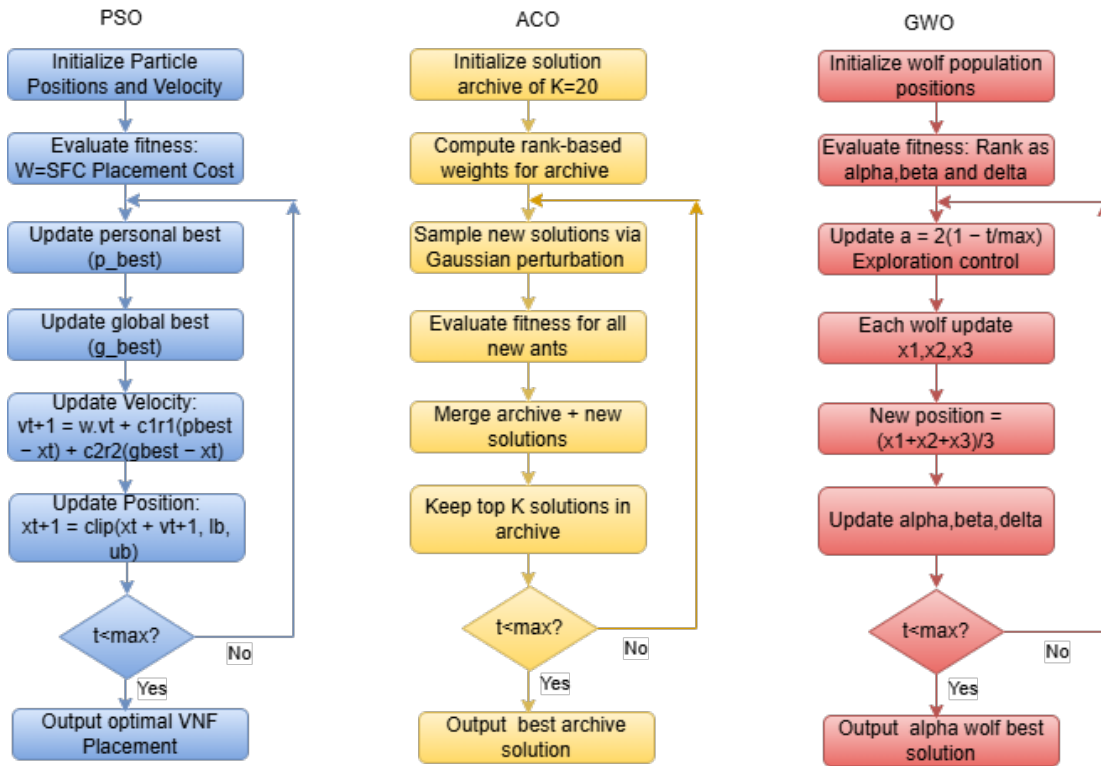 PSO
Initialize Particle
Positions and Velocity
Evaluate fitness:
W=SFC Placement Cost
Update personal best
(p_best)
Update global best
(g_best)
Update Velocity:
vt+1 = w.vt + c1r1(pbest
− xt) + c2r2(gbest − xt)
Update Position:
xt+1 = clip(xt + vt+1, lb,
ub)
t<max?
No
Yes
Output optimal VNF
Placement
ACO
Initialize solution
archive of K=20
Compute rank-based
weights for archive
Sample new solutions via
Gaussian perturbation
Evaluate fitness for all
new ants
Merge archive + new
solutions
Keep top K solutions in
archive
t<max?
No
Yes
Output best archive
solution
GWO
Initialize wolf population
positions
Evaluate fitness: Rank as
alpha,beta and delta
Update a = 2(1 − t/max)
Exploration control
Each wolf update
x1,x2,x3
New position =
(x1+x2+x3)/3
Update alpha,beta,delta
t<max?
No
Yes
Output alpha wolf best
solution